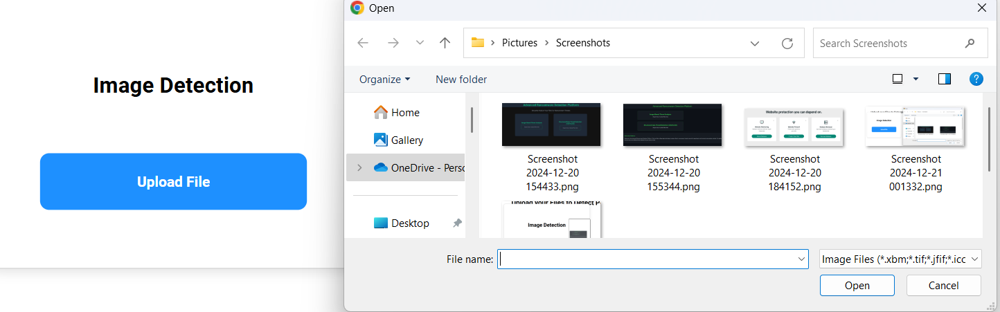 Image Detection
Upload File
Open
Pictures
Screenshots
Search Screenshots
Organize
New folder
Home
Gallery
OneDrive - Perso
Desktop
Screenshot
2024-12-20
154433.png
Screenshot
2024-12-20
155344.png
Website protection you can depend on.
Screenshot
2024-12-20
184152.png
Screenshot
2024-12-21
001332.png
Upload your Files to Detect P
Image Detection
File name:
Image Files (*.xbm;*.tif;*.jfif;*.icc
Open
Cancel